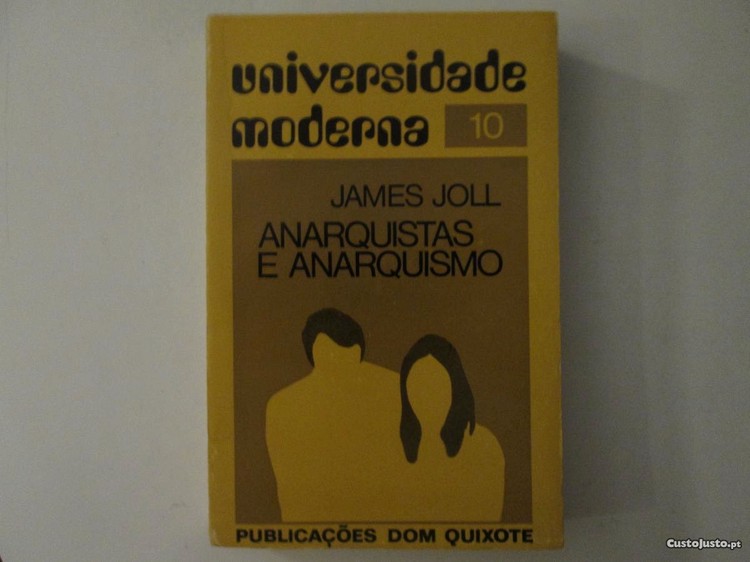 universidade
moderna 10
JAMES JOLL
ANARQUISTAS
E ANARQUISMO
PUBLICAÇÕES DOM QUIXOTE
CustoJusto.pt